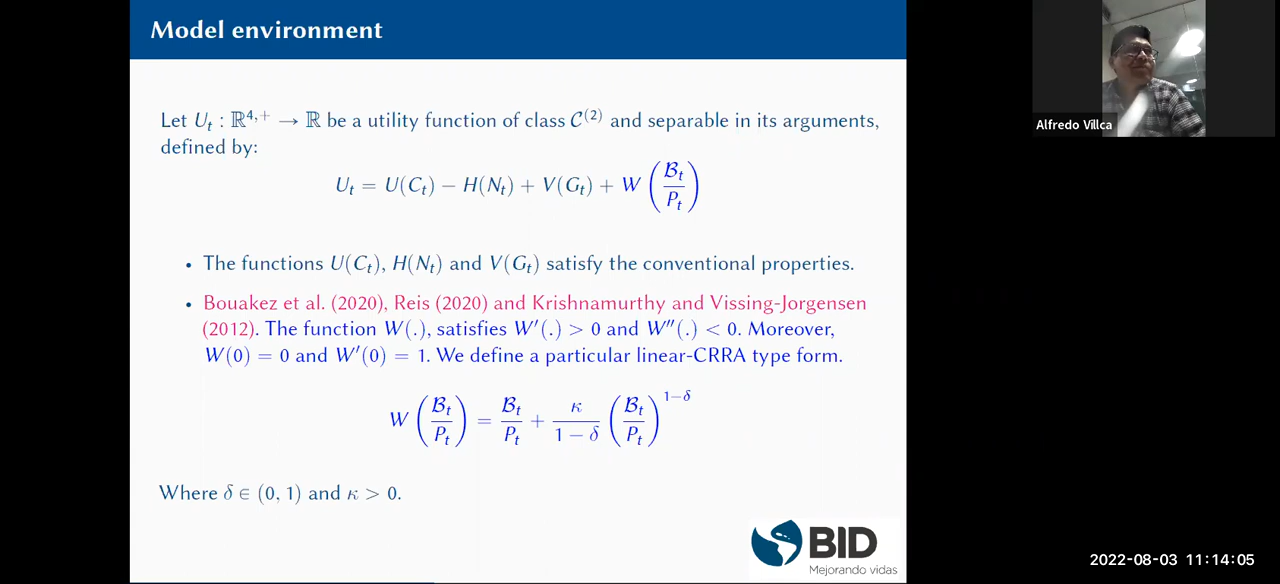 Model environment
Let U_t : ℝ^{4,+} → ℝ be a utility function of class 𝒞^{(2)} and separable in its arguments,
defined by:
U_t = U(C_t) − H(N_t) + V(G_t) + W (ℬ_t / P_t)
• The functions U(C_t), H(N_t) and V(G_t) satisfy the conventional properties.
• Bouakez et al. (2020), Reis (2020) and Krishnamurthy and Vissing-Jorgensen
(2012). The function W(.), satisfies W′(.) > 0 and W″(.) < 0. Moreover,
W(0) = 0 and W′(0) = 1. We define a particular linear-CRRA type form.
W (ℬ_t / P_t) = ℬ_t / P_t + κ / (1 − δ) (ℬ_t / P_t)^{1−δ}
Where δ ∈ (0, 1) and κ > 0.
BID
Mejorando vidas
Alfredo Villca
2022-08-03 11:14:05